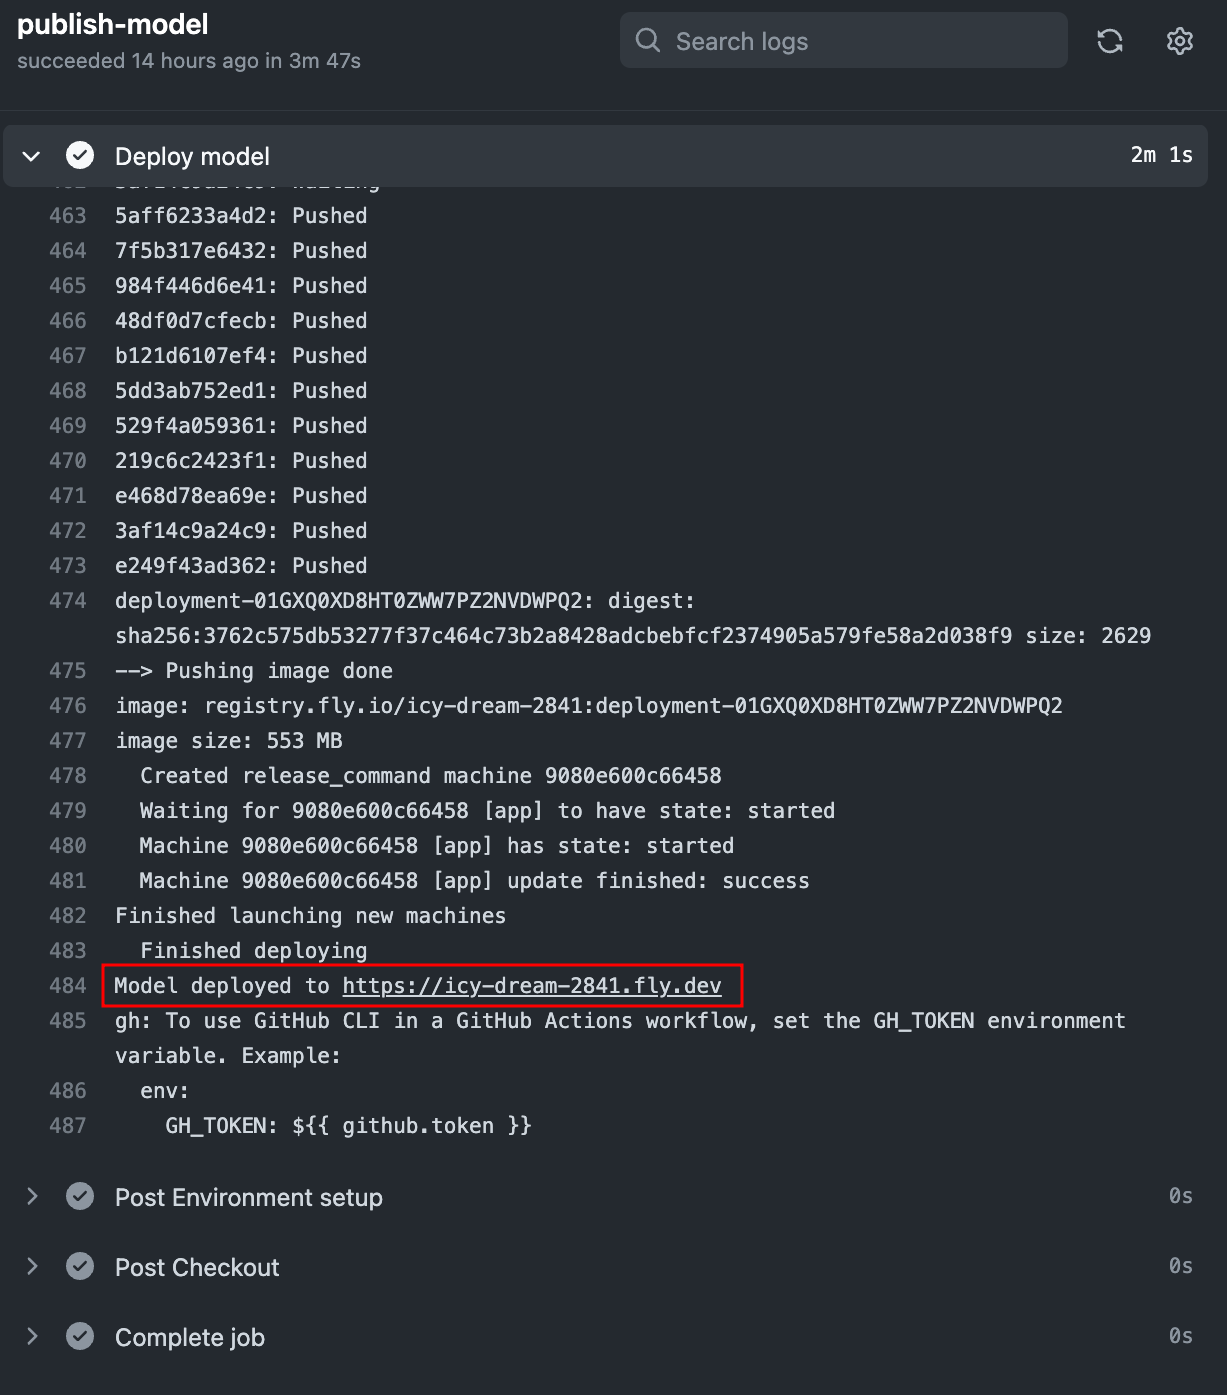 publish-model
succeeded 14 hours ago in 3m 47s
Search logs
Deploy model
2m 1s
463 5aff6233a4d2: Pushed
464 7f5b317e6432: Pushed
465 984f446d6e41: Pushed
466 48df0d7cfecb: Pushed
467 b121d6107ef4: Pushed
468 5dd3ab752ed1: Pushed
469 529f4a059361: Pushed
470 219c6c2423f1: Pushed
471 e468d78ea69e: Pushed
472 3af14c9a24c9: Pushed
473 e249f43ad362: Pushed
474 deployment-01GXQ0XD8HT0ZWW7PZ2NVDWPQ2: digest:
sha256:3762c575db53277f37c464c73b2a8428adcbebfcf2374905a579fe58a2d038f9 size: 2629
475 --> Pushing image done
476 image: registry.fly.io/icy-dream-2841:deployment-01GXQ0XD8HT0ZWW7PZ2NVDWPQ2
477 image size: 553 MB
478 Created release_command machine 9080e600c66458
479 Waiting for 9080e600c66458 [app] to have state: started
480 Machine 9080e600c66458 [app] has state: started
481 Machine 9080e600c66458 [app] update finished: success
482 Finished launching new machines
483 Finished deploying
484 Model deployed to https://icy-dream-2841.fly.dev
485 gh: To use GitHub CLI in a GitHub Actions workflow, set the GH_TOKEN environment
variable. Example:
486 env:
487 GH_TOKEN: ${{ github.token }}
Post Environment setup
0s
Post Checkout
0s
Complete job
0s